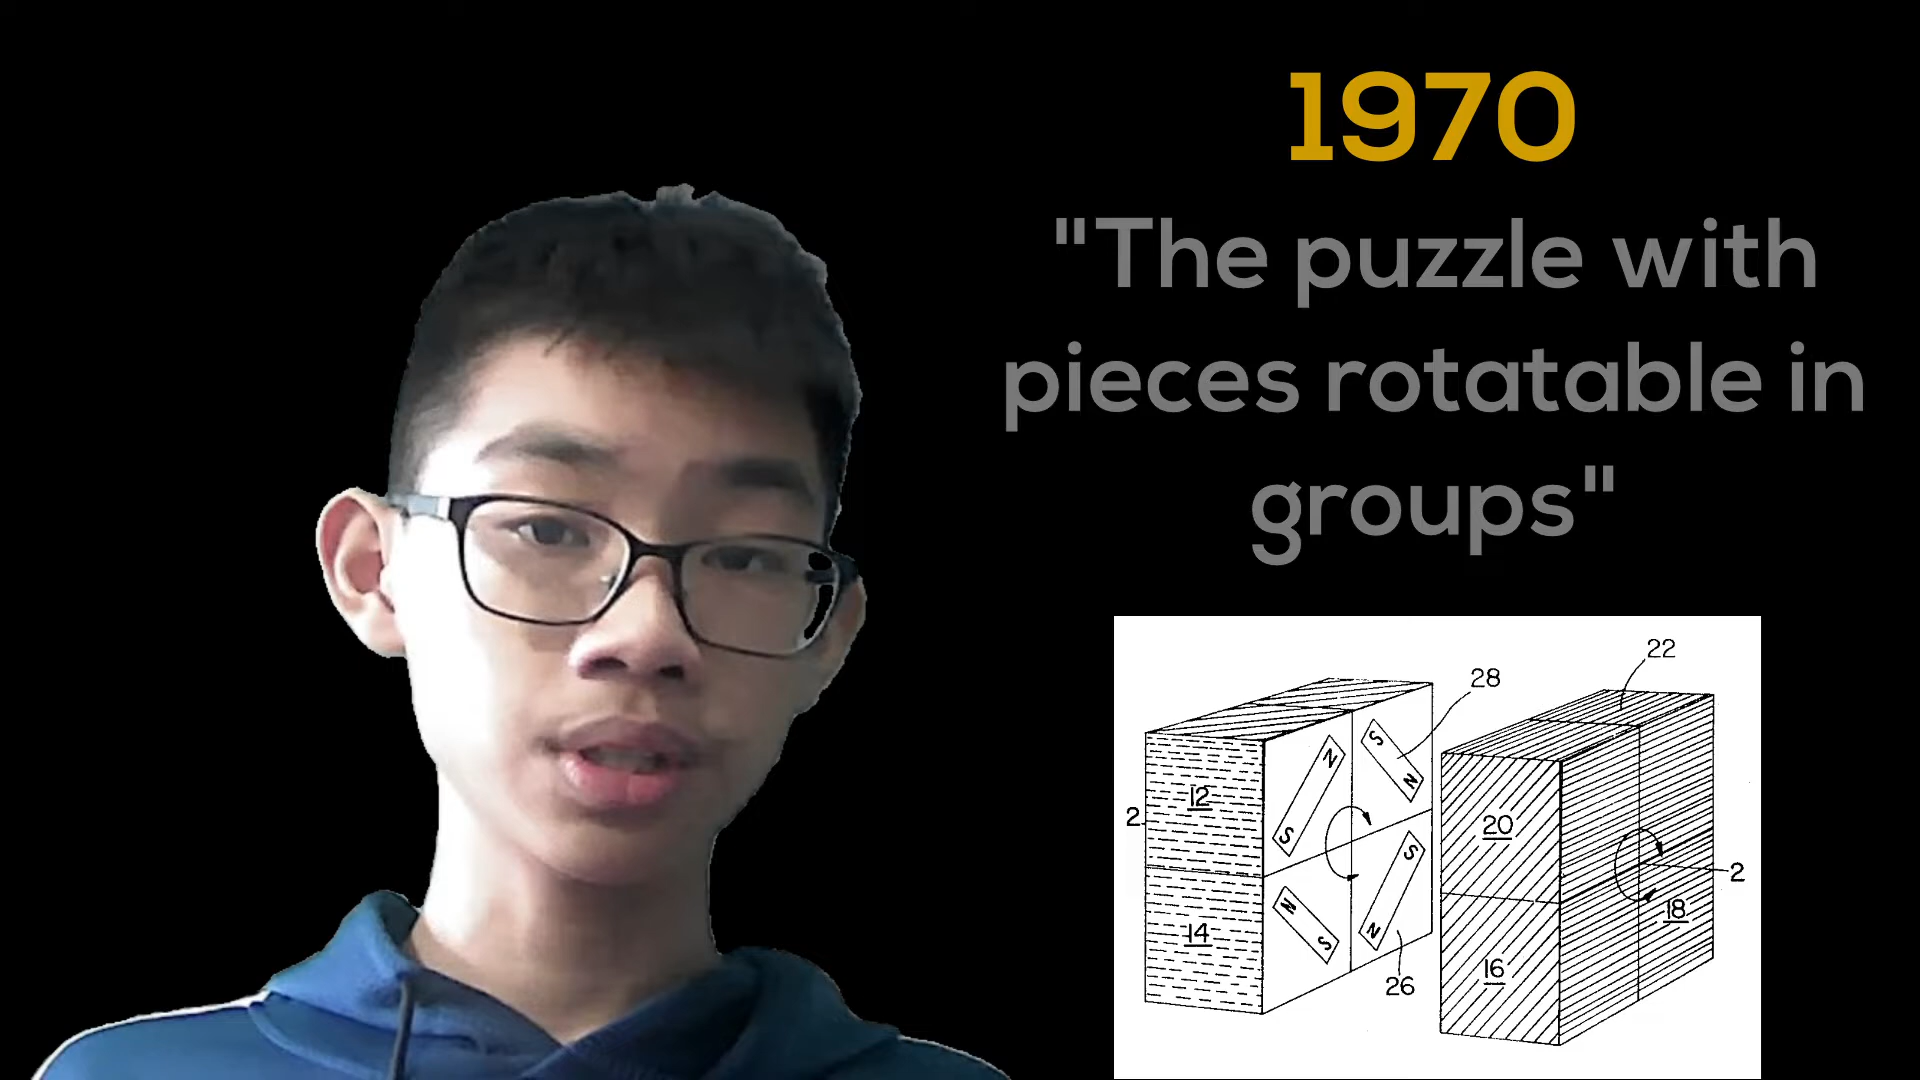 1970
"The puzzle with
pieces rotatable in
groups"
22
28
S
N
N
12
20
2
S
S
2
N
18
14
S
N
16
26